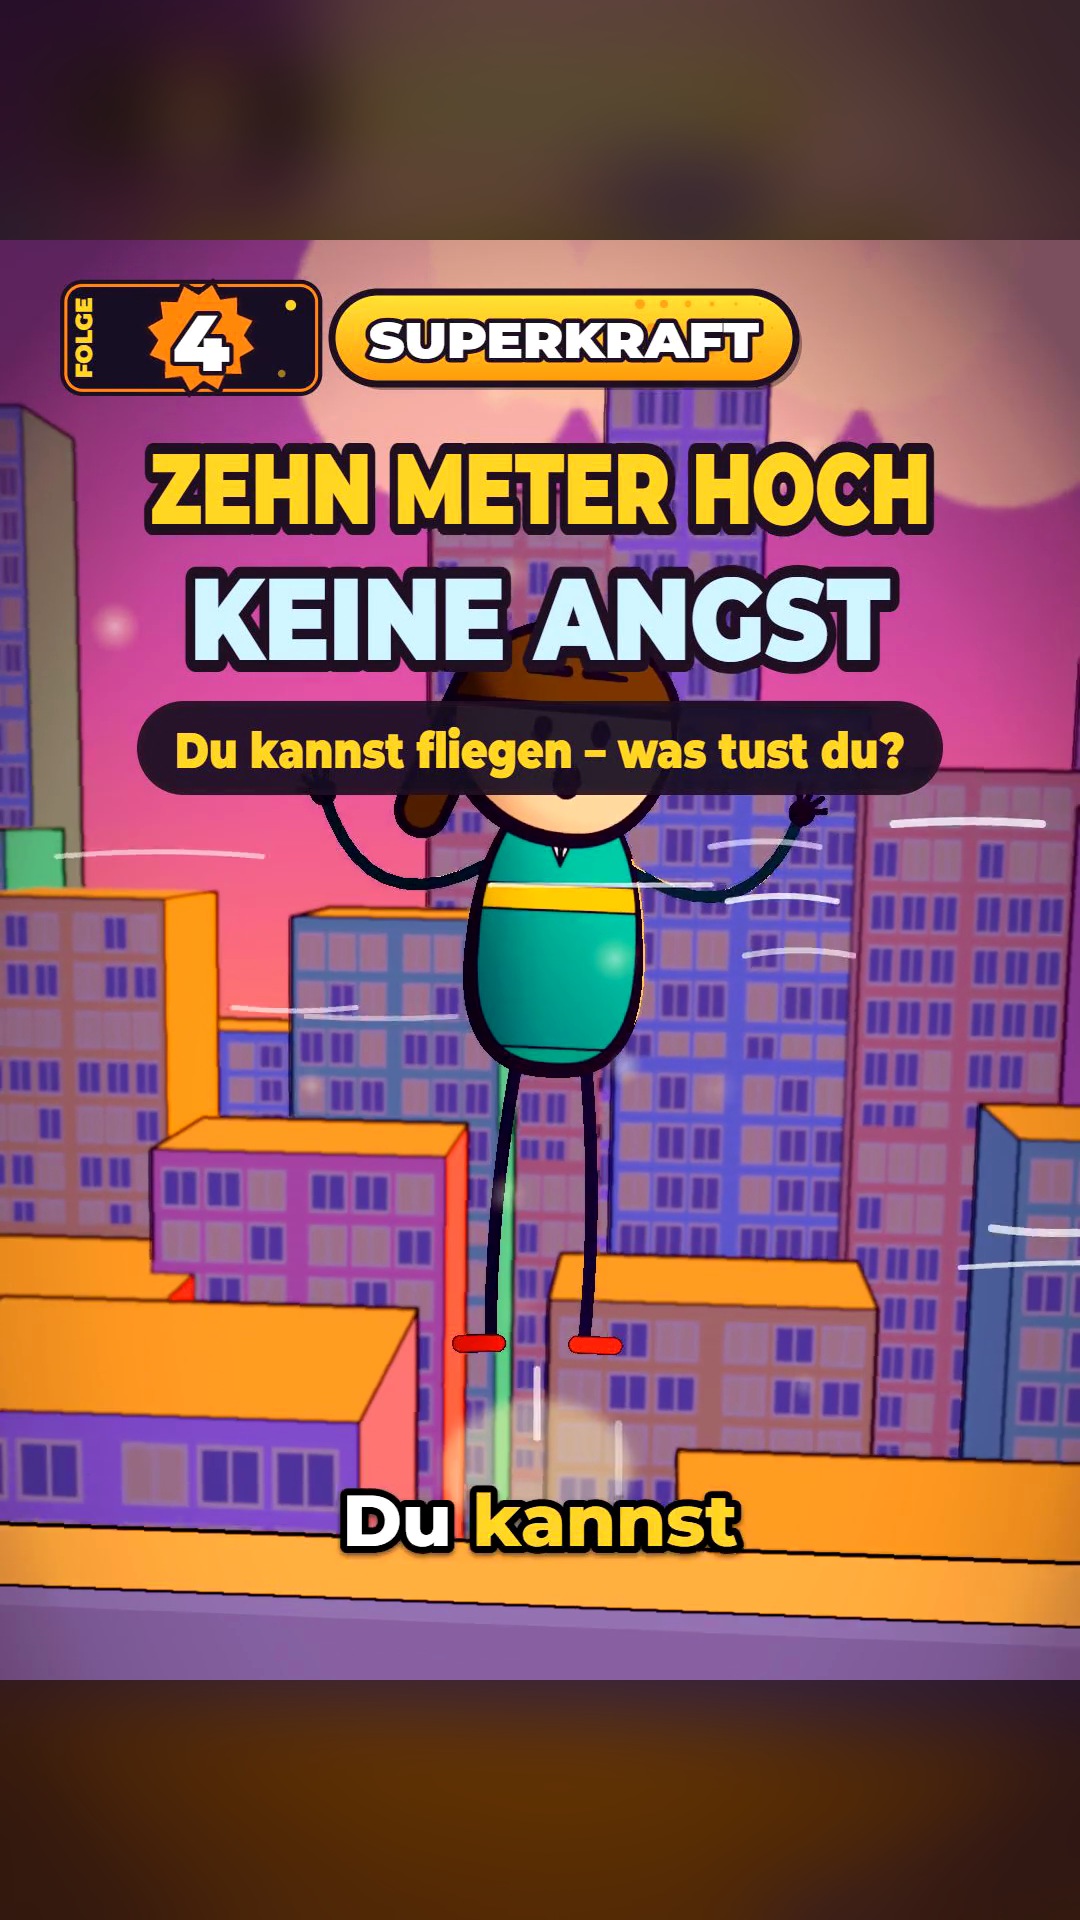 FOLGE
4
SUPERKRAFT
ZEHN METER HOCH
KEINE ANGST
Du kannst fliegen – was tust du?
Du kannst